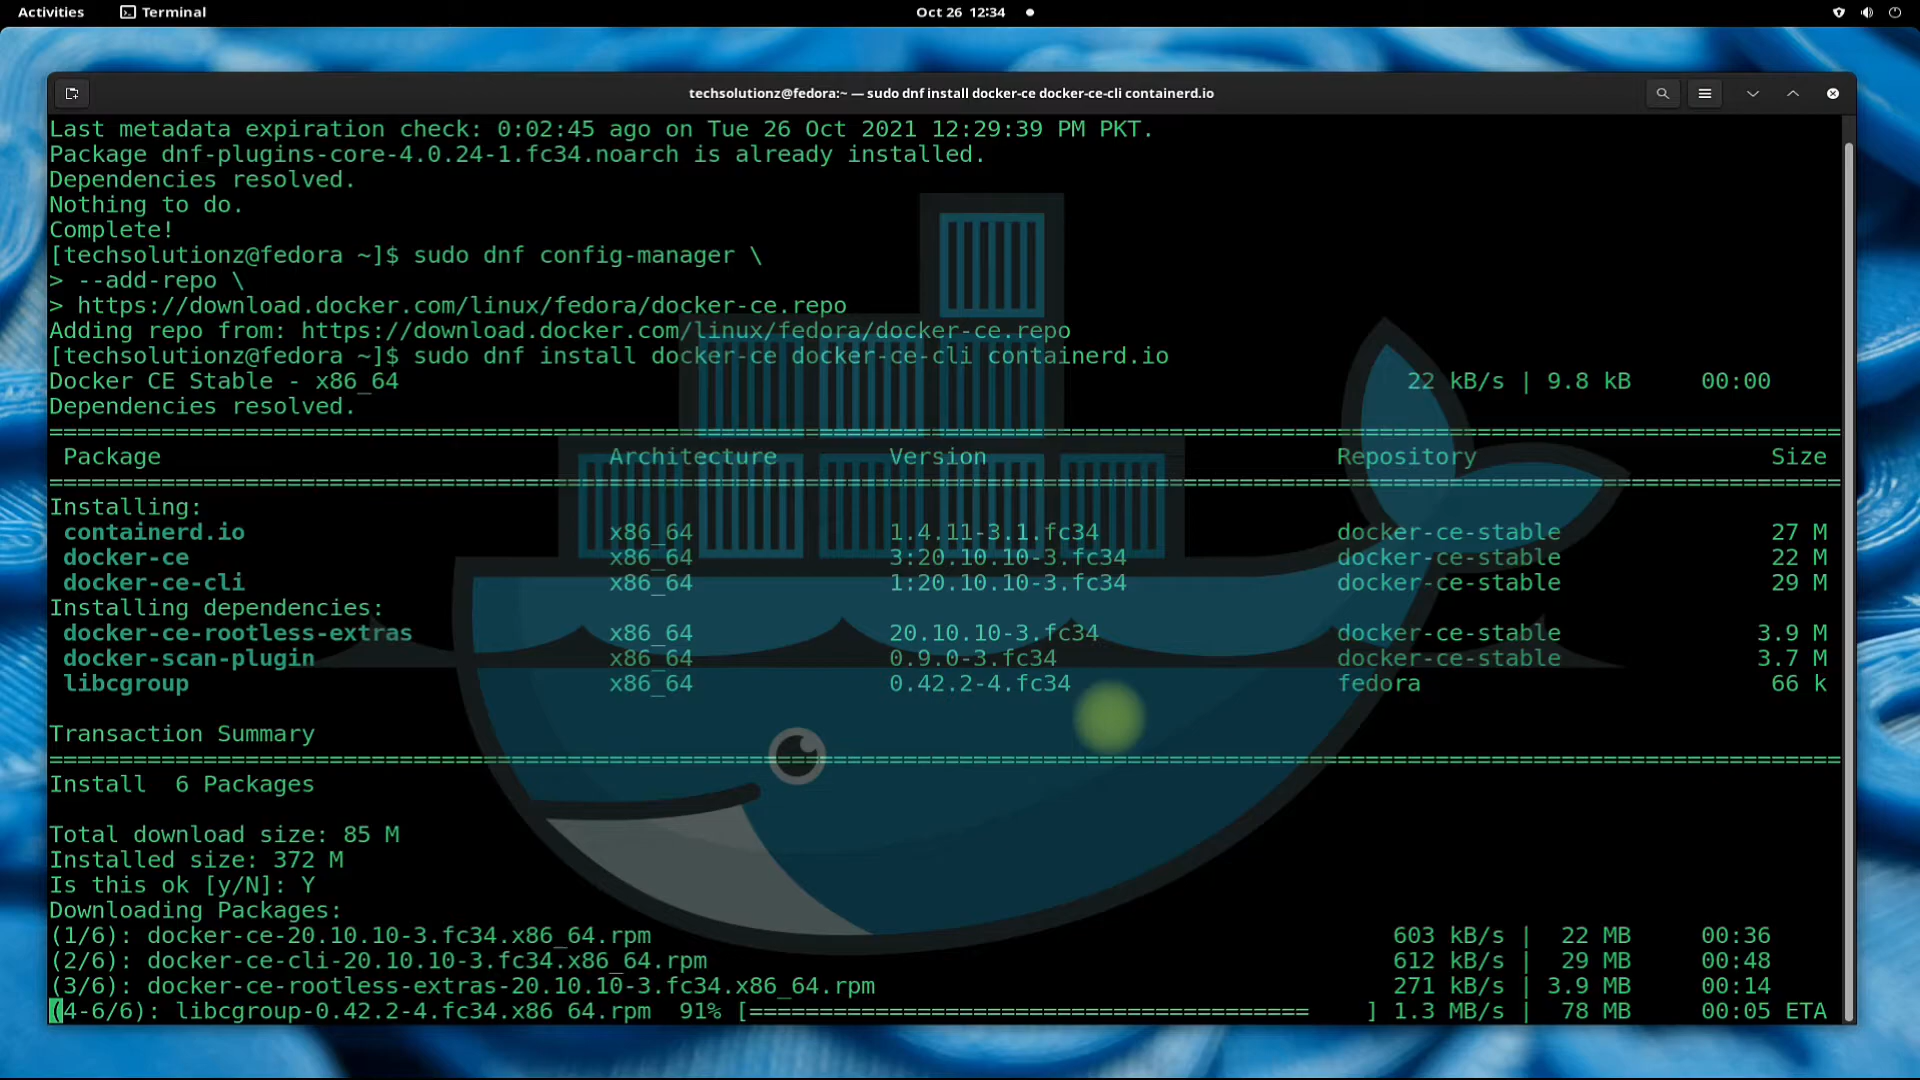 Activities Terminal Oct 26 12:34
techsolutionz@fedora:~ — sudo dnf install docker-ce docker-ce-cli containerd.io
Last metadata expiration check: 0:02:45 ago on Tue 26 Oct 2021 12:29:39 PM PKT.
Package dnf-plugins-core-4.0.24-1.fc34.noarch is already installed.
Dependencies resolved.
Nothing to do.
Complete!
[techsolutionz@fedora ~]$ sudo dnf config-manager \
> --add-repo \
> https://download.docker.com/linux/fedora/docker-ce.repo
Adding repo from: https://download.docker.com/linux/fedora/docker-ce.repo
[techsolutionz@fedora ~]$ sudo dnf install docker-ce docker-ce-cli containerd.io
Docker CE Stable - x86_64 22 kB/s | 9.8 kB 00:00
Dependencies resolved.
Package Architecture Version Repository Size
Installing:
containerd.io x86_64 1.4.11-3.1.fc34 docker-ce-stable 27 M
docker-ce x86_64 3:20.10.10-3.fc34 docker-ce-stable 22 M
docker-ce-cli x86_64 1:20.10.10-3.fc34 docker-ce-stable 29 M
Installing dependencies:
docker-ce-rootless-extras x86_64 20.10.10-3.fc34 docker-ce-stable 3.9 M
docker-scan-plugin x86_64 0.9.0-3.fc34 docker-ce-stable 3.7 M
libcgroup x86_64 0.42.2-4.fc34 fedora 66 k
Transaction Summary
Install 6 Packages
Total download size: 85 M
Installed size: 372 M
Is this ok [y/N]: Y
Downloading Packages:
(1/6): docker-ce-20.10.10-3.fc34.x86_64.rpm 603 kB/s | 22 MB 00:36
(2/6): docker-ce-cli-20.10.10-3.fc34.x86_64.rpm 612 kB/s | 29 MB 00:48
(3/6): docker-ce-rootless-extras-20.10.10-3.fc34.x86_64.rpm 271 kB/s | 3.9 MB 00:14
(4-6/6): libcgroup-0.42.2-4.fc34.x86_64.rpm 91% [======================================== ] 1.3 MB/s | 78 MB 00:05 ETA